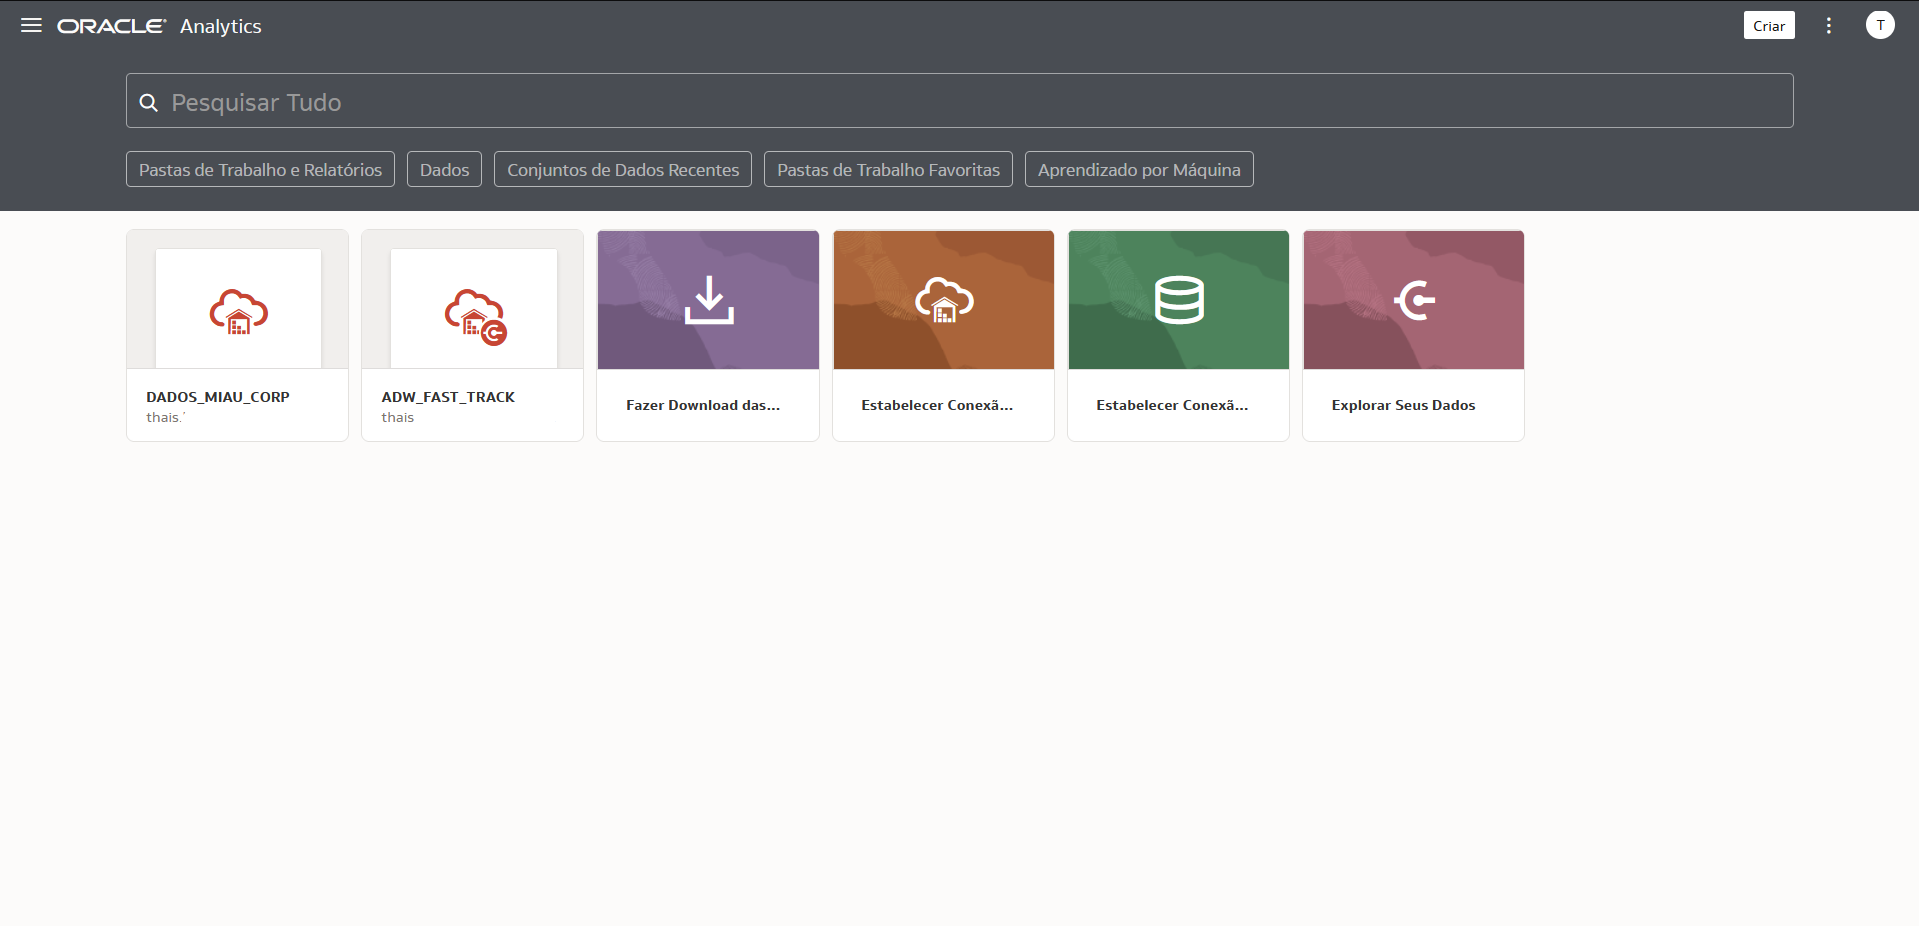 ORACLE Analytics
Criar
T
Pesquisar Tudo
Pastas de Trabalho e Relatórios
Dados
Conjuntos de Dados Recentes
Pastas de Trabalho Favoritas
Aprendizado por Máquina
DADOS_MIAU_CORP
thais.
ADW_FAST_TRACK
thais
Fazer Download das...
Estabelecer Conexã...
Estabelecer Conexã...
Explorar Seus Dados